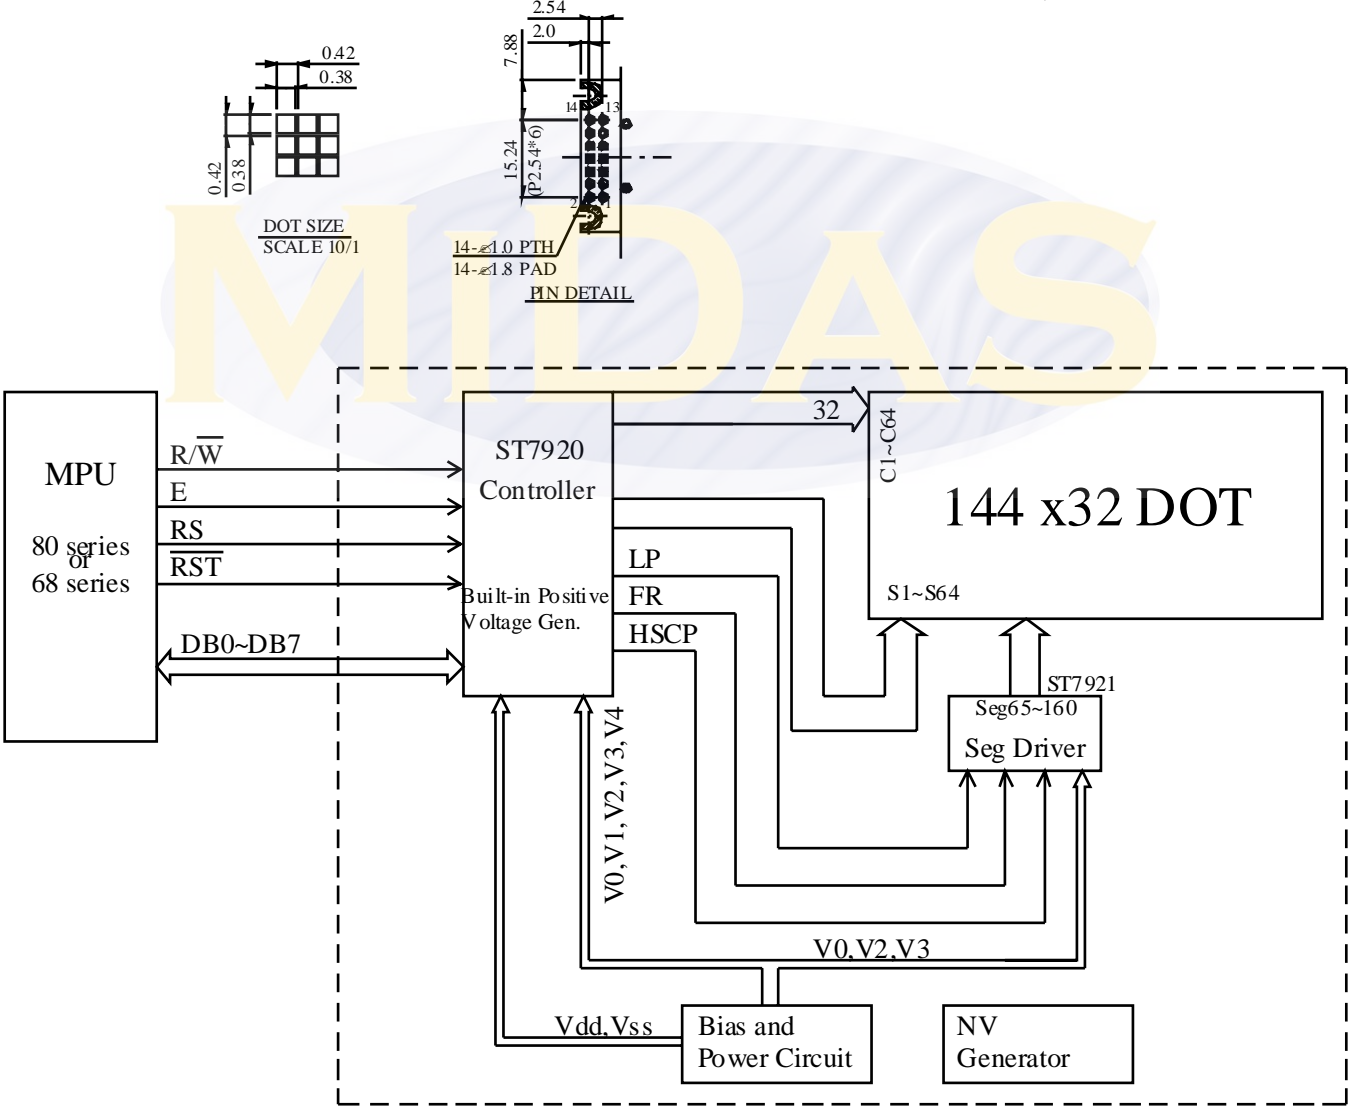 2.54
2.0
7.88
0.42
0.38
14
13
0.42
0.38
15.24
(P2.54*6)
2
1
DOT SIZE
SCALE 10/1
14-⌀1.0 PTH
14-⌀1.8 PAD
PIN DETAIL
MiDAS
MPU
80 series
or
68 series
R/W̅
E
RS
R̅S̅T̅
DB0~DB7
ST7920
Controller
Built-in Positive
Voltage Gen.
32
C1~C64
144 x32 DOT
S1~S64
LP
FR
HSCP
ST7921
Seg65~160
Seg Driver
V0,V1,V2,V3,V4
V0,V2,V3
Vdd,Vss
Bias and
Power Circuit
NV
Generator